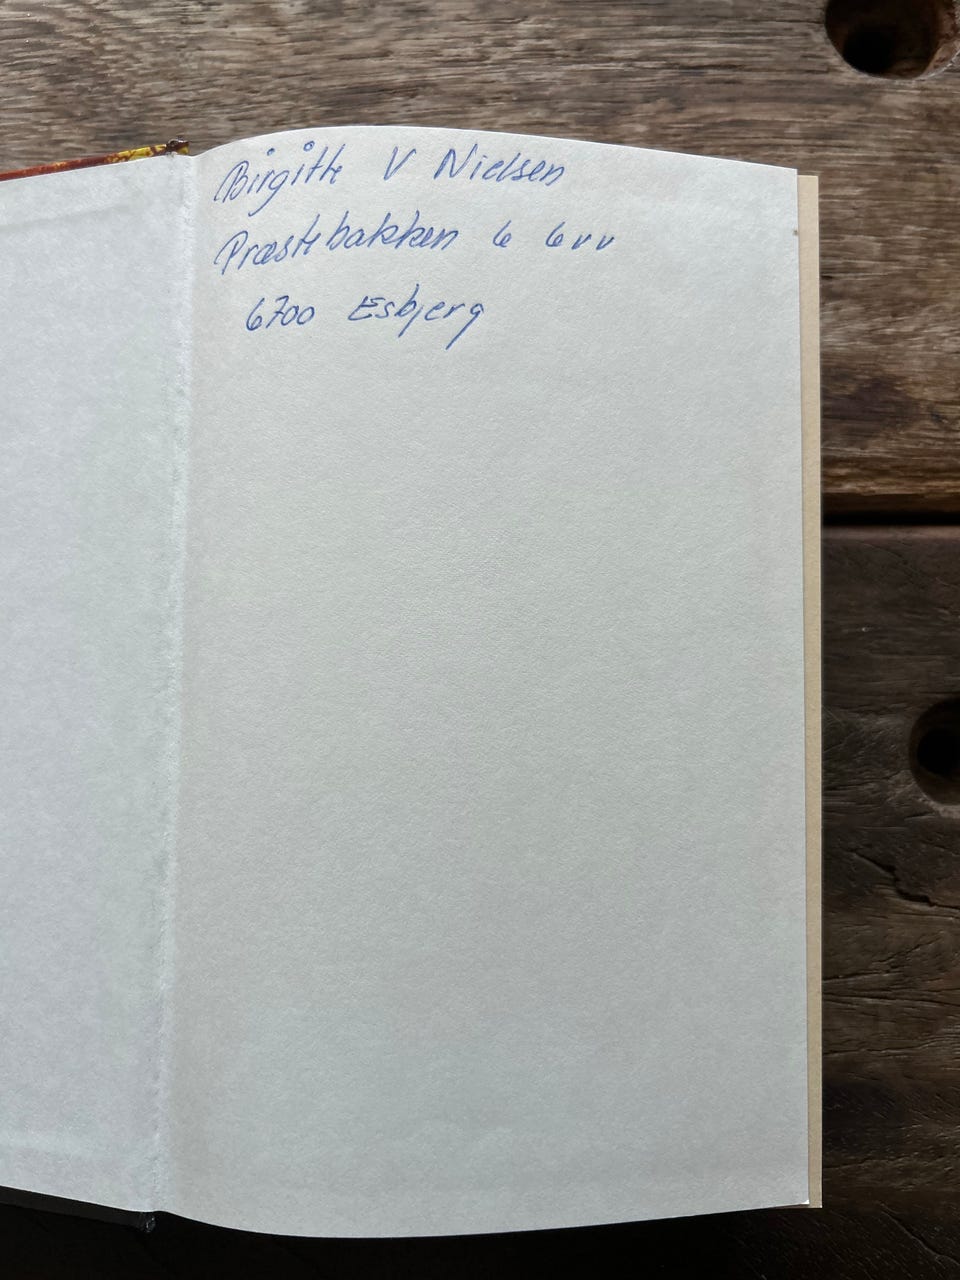 Birgitte V Nielsen
Præstebakken 6 6vv
6700 Esbjerg